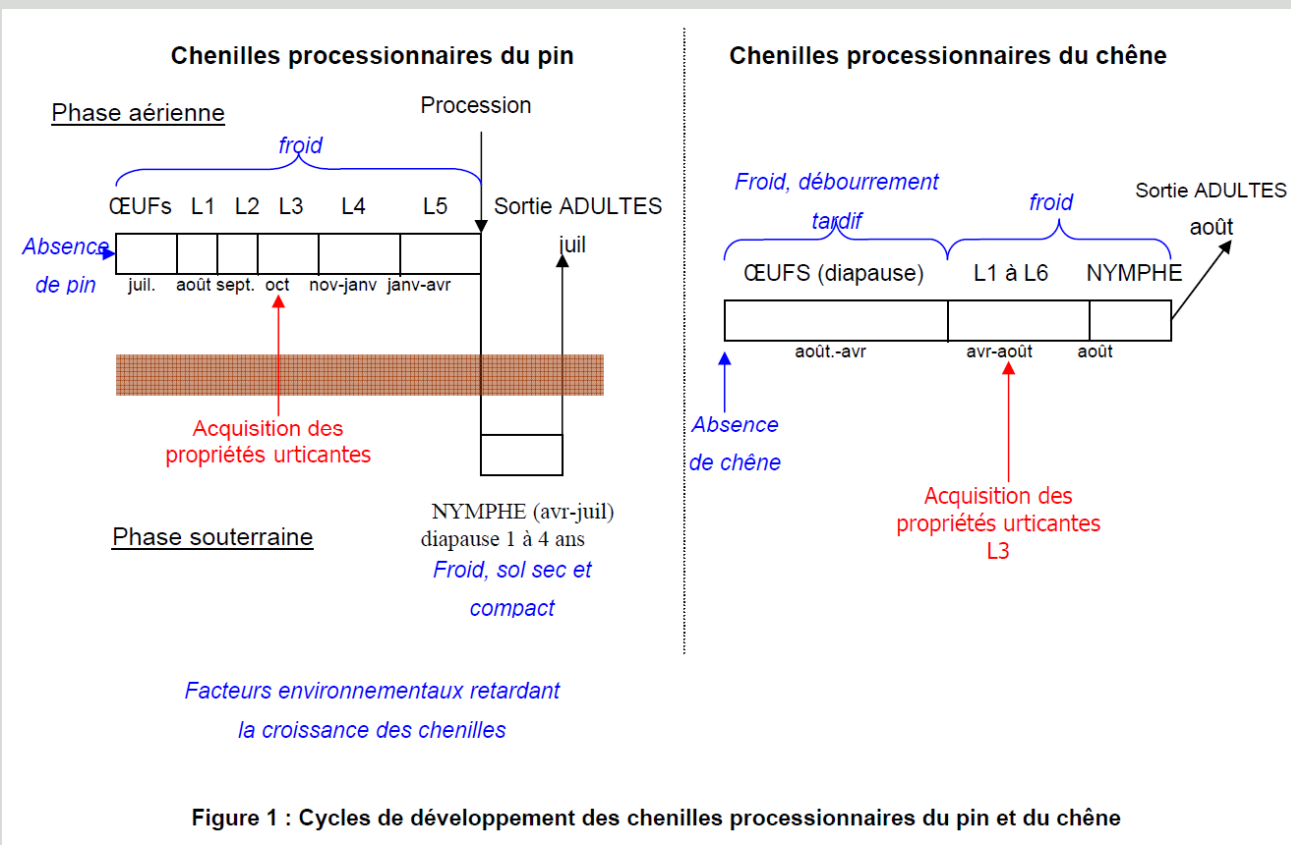 Chenilles processionnaires du pin
Phase aérienne
Procession
froid
ŒUFs L1 L2 L3 L4 L5 Sortie ADULTES
Absence
de pin
juil. août sept. oct nov-janv janv-avr
juil
Acquisition des
propriétés urticantes
NYMPHE (avr-juil)
diapause 1 à 4 ans
Phase souterraine
Froid, sol sec et
compact
Facteurs environnementaux retardant
la croissance des chenilles
Chenilles processionnaires du chêne
Froid, débourrement
tardif
froid
Sortie ADULTES
août
ŒUFS (diapause) L1 à L6 NYMPHE
août.-avr avr-août août
Absence
de chêne
Acquisition des
propriétés urticantes
L3
Figure 1 : Cycles de développement des chenilles processionnaires du pin et du chêne